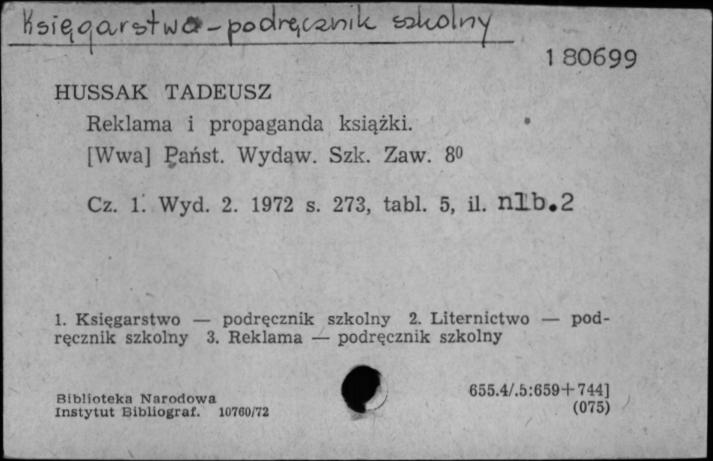 Księgarstwo - podręcznik szkolny
180699
HUSSAK TADEUSZ
Reklama i propaganda książki.
[Wwa] Państ. Wydaw. Szk. Zaw. 8⁰
Cz. 1. Wyd. 2. 1972 s. 273, tabl. 5, il. nlb.2
1. Księgarstwo — podręcznik szkolny 2. Liternictwo — pod-
ręcznik szkolny 3. Reklama — podręcznik szkolny
Biblioteka Narodowa
Instytut Bibliograf. 10760/72
655.4/.5:659+744]
(075)